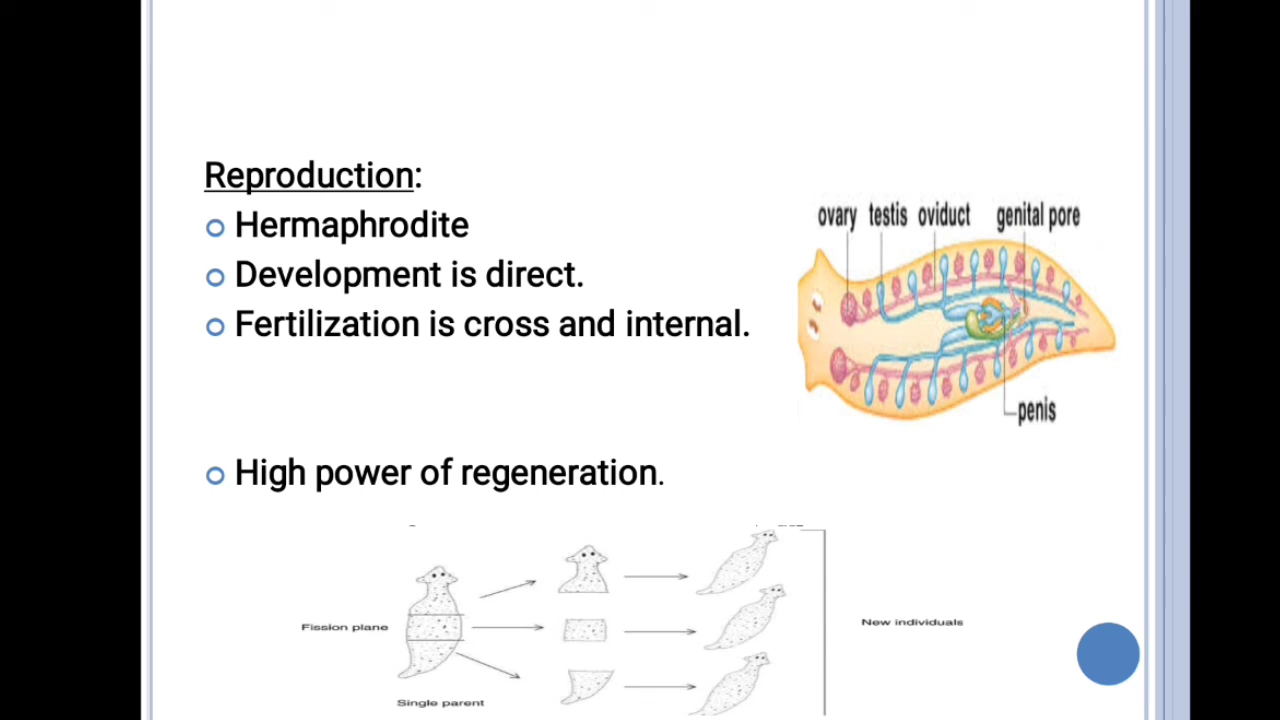 Reproduction:
Hermaphrodite
Development is direct.
Fertilization is cross and internal.
ovary testis oviduct genital pore
penis
High power of regeneration.
Fission plane
New individuals
Single parent